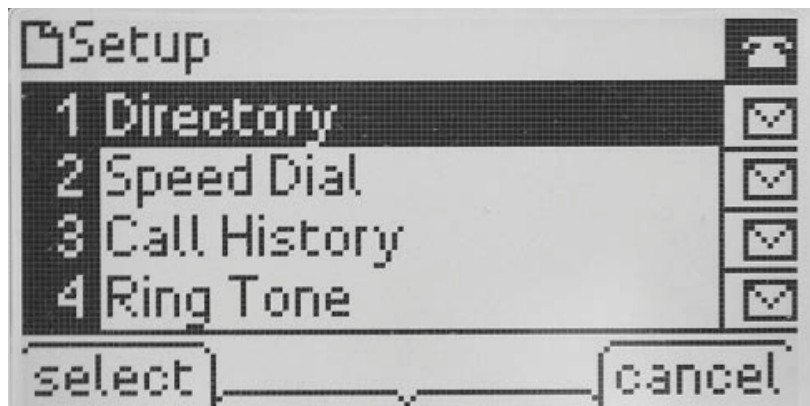 Setup
1 Directory
2 Speed Dial
3 Call History
4 Ring Tone
select cancel